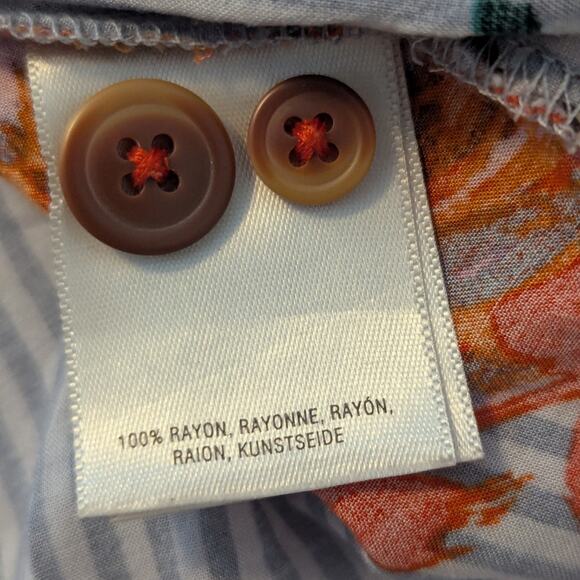 100% RAYON, RAYONNE, RAYÓN,
RAION, KUNSTSEIDE